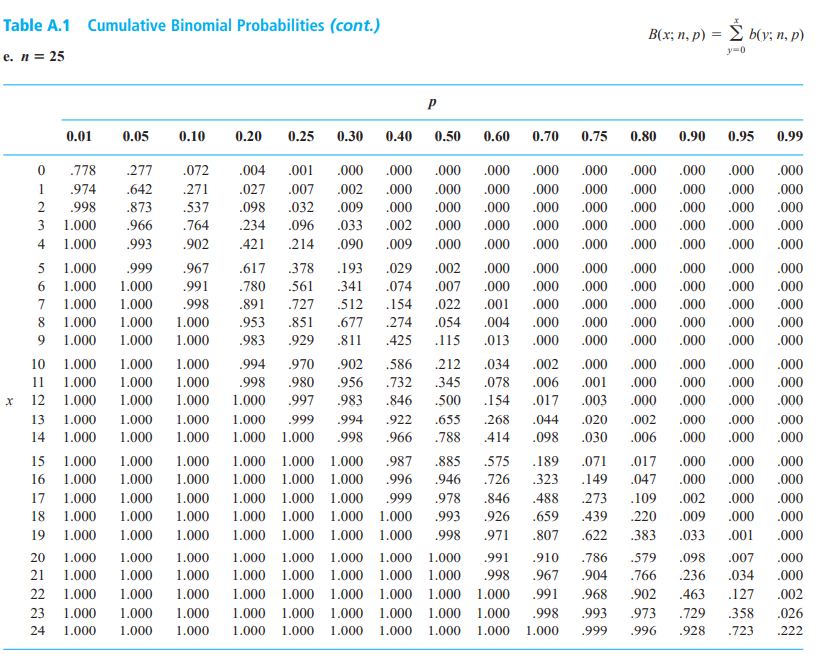 Table A.1 Cumulative Binomial Probabilities (cont.)
B(x; n, p) = x Σ y=0 b(y; n, p)
e. n = 25
p
0.01 0.05 0.10 0.20 0.25 0.30 0.40 0.50 0.60 0.70 0.75 0.80 0.90 0.95 0.99
0 .778 .277 .072 .004 .001 .000 .000 .000 .000 .000 .000 .000 .000 .000 .000
1 .974 .642 .271 .027 .007 .002 .000 .000 .000 .000 .000 .000 .000 .000 .000
2 .998 .873 .537 .098 .032 .009 .000 .000 .000 .000 .000 .000 .000 .000 .000
3 1.000 .966 .764 .234 .096 .033 .002 .000 .000 .000 .000 .000 .000 .000 .000
4 1.000 .993 .902 .421 .214 .090 .009 .000 .000 .000 .000 .000 .000 .000 .000
5 1.000 .999 .967 .617 .378 .193 .029 .002 .000 .000 .000 .000 .000 .000 .000
6 1.000 1.000 .991 .780 .561 .341 .074 .007 .000 .000 .000 .000 .000 .000 .000
7 1.000 1.000 .998 .891 .727 .512 .154 .022 .001 .000 .000 .000 .000 .000 .000
8 1.000 1.000 1.000 .953 .851 .677 .274 .054 .004 .000 .000 .000 .000 .000 .000
9 1.000 1.000 1.000 .983 .929 .811 .425 .115 .013 .000 .000 .000 .000 .000 .000
10 1.000 1.000 1.000 .994 .970 .902 .586 .212 .034 .002 .000 .000 .000 .000 .000
11 1.000 1.000 1.000 .998 .980 .956 .732 .345 .078 .006 .001 .000 .000 .000 .000
x 12 1.000 1.000 1.000 1.000 .997 .983 .846 .500 .154 .017 .003 .000 .000 .000 .000
13 1.000 1.000 1.000 1.000 .999 .994 .922 .655 .268 .044 .020 .002 .000 .000 .000
14 1.000 1.000 1.000 1.000 1.000 .998 .966 .788 .414 .098 .030 .006 .000 .000 .000
15 1.000 1.000 1.000 1.000 1.000 1.000 .987 .885 .575 .189 .071 .017 .000 .000 .000
16 1.000 1.000 1.000 1.000 1.000 1.000 .996 .946 .726 .323 .149 .047 .000 .000 .000
17 1.000 1.000 1.000 1.000 1.000 1.000 .999 .978 .846 .488 .273 .109 .002 .000 .000
18 1.000 1.000 1.000 1.000 1.000 1.000 1.000 .993 .926 .659 .439 .220 .009 .000 .000
19 1.000 1.000 1.000 1.000 1.000 1.000 1.000 .998 .971 .807 .622 .383 .033 .001 .000
20 1.000 1.000 1.000 1.000 1.000 1.000 1.000 1.000 .991 .910 .786 .579 .098 .007 .000
21 1.000 1.000 1.000 1.000 1.000 1.000 1.000 1.000 .998 .967 .904 .766 .236 .034 .000
22 1.000 1.000 1.000 1.000 1.000 1.000 1.000 1.000 1.000 .991 .968 .902 .463 .127 .002
23 1.000 1.000 1.000 1.000 1.000 1.000 1.000 1.000 1.000 .998 .993 .973 .729 .358 .026
24 1.000 1.000 1.000 1.000 1.000 1.000 1.000 1.000 1.000 1.000 .999 .996 .928 .723 .222